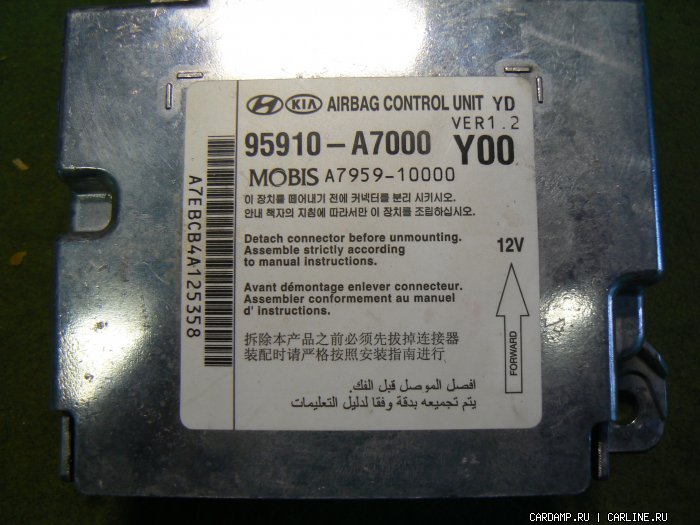 HYUNDAI KIA AIRBAG CONTROL UNIT YD
VER1.2
95910-A7000 Y00
MOBIS A7959-10000
이 장치를 떼어내기 전에 커넥터를 분리 시키시오.
안내 책자의 지침에 따라서만 이 장치를 조립하십시오.
Detach connector before unmounting.
Assemble strictly according
to manual instructions.
12V
Avant démontage enlever connecteur.
Assembler conformement au manuel
d' instructions.
FORWARD
拆除本产品之前必须先拔掉连接器
装配时请严格按照安装指南进行
افصل الموصل قبل الفك.
يتم تجميعه بدقة وفقا لدليل التعليمات
A7EBCB4A125358
CARDAMP.RU / CARLINE.RU